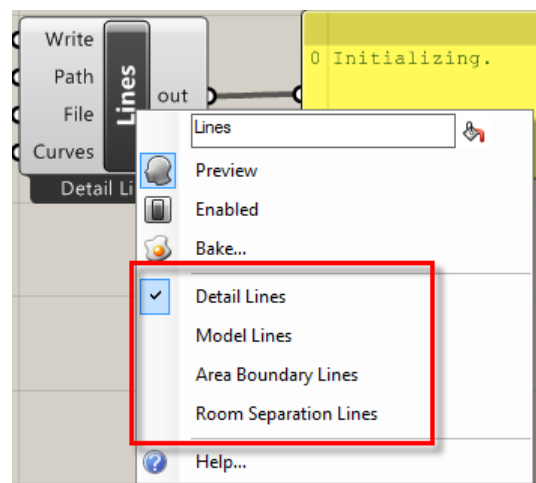 Write
Path
File
Curves
Lines
out
Detail Li
0 Initializing.
Lines
Preview
Enabled
Bake...
Detail Lines
Model Lines
Area Boundary Lines
Room Separation Lines
Help...